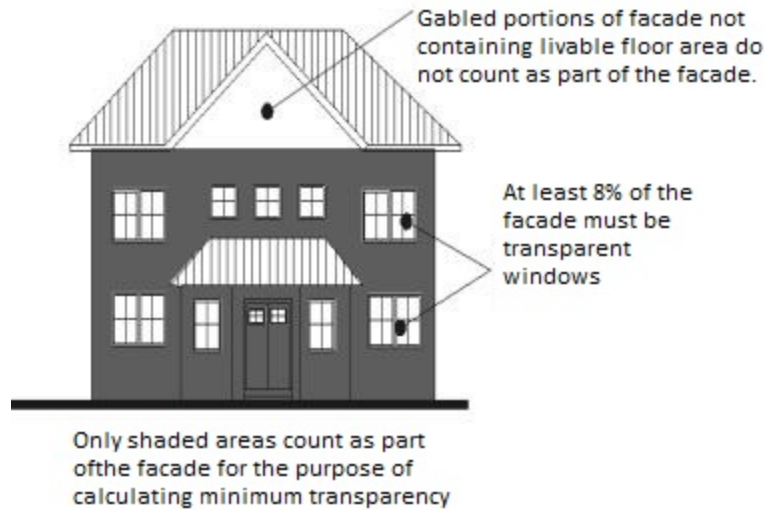 Gabled portions of facade not
containing livable floor area do
not count as part of the facade.
At least 8% of the
facade must be
transparent
windows
Only shaded areas count as part
ofthe facade for the purpose of
calculating minimum transparency